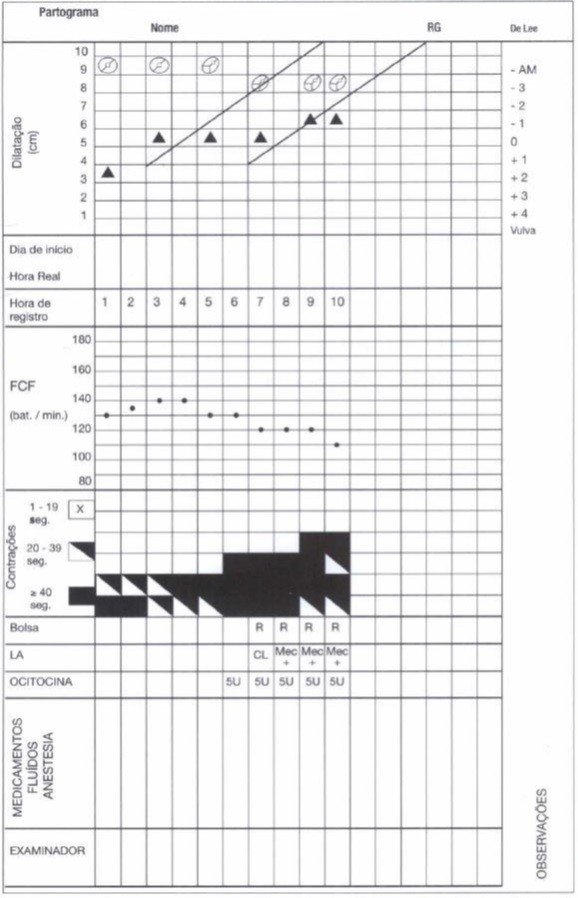 Partograma
Nome RG De Lee
Dilatação
(cm)
10
9 - AM
8 - 3
7 - 2
6 - 1
5 0
4 + 1
3 + 2
2 + 3
1 + 4
Vulva
Dia de início
Hora Real
Hora de
registro
1 2 3 4 5 6 7 8 9 10
FCF
(bat. / min.)
180
160
140
120
100
80
Contrações
1 - 19 X
seg.
20 - 39
seg.
≥ 40
seg.
Bolsa R R R R
LA CL Mec Mec Mec
+ + +
OCITOCINA 5U 5U 5U 5U 5U
MEDICAMENTOS
FLUÍDOS
ANESTESIA
EXAMINADOR
OBSERVAÇÕES